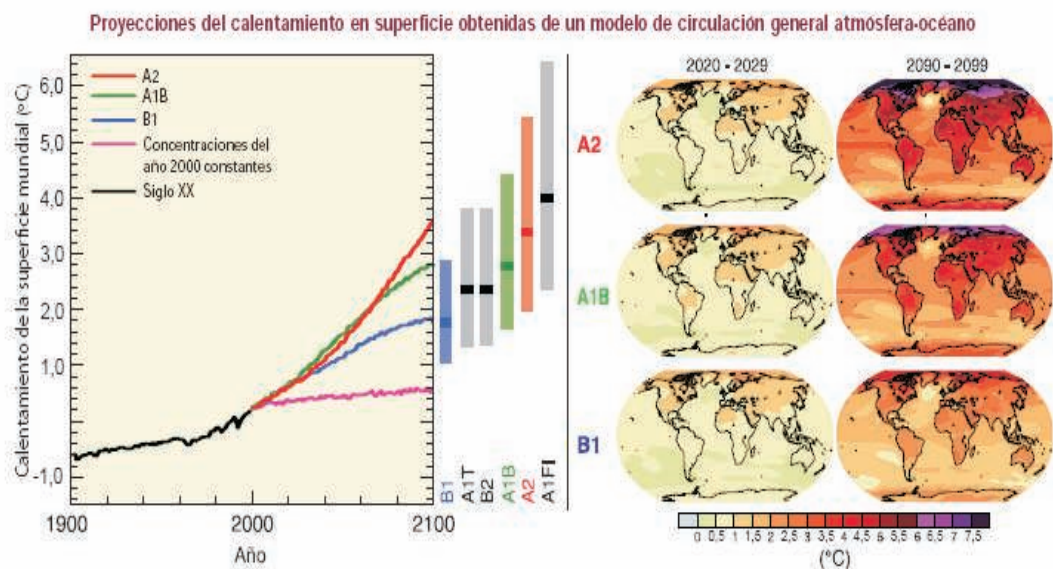 Proyecciones del calentamiento en superficie obtenidas de un modelo de circulación general atmósfera-océano
Calentamiento de la superficie mundial (°C)
6,0
5,0
4,0
3,0
2,0
1,0
-1,0
A2
A1B
B1
Concentraciones del
año 2000 constantes
Siglo XX
1900
2000
2100
Año
B1
A1T
B2
A1B
A2
A1FI
2020 - 2029
2090 - 2099
A2
A1B
B1
0 0,5 1 1,5 2 2,5 3 3,5 4 4,5 5 5,5 6 6,5 7 7,5
(°C)